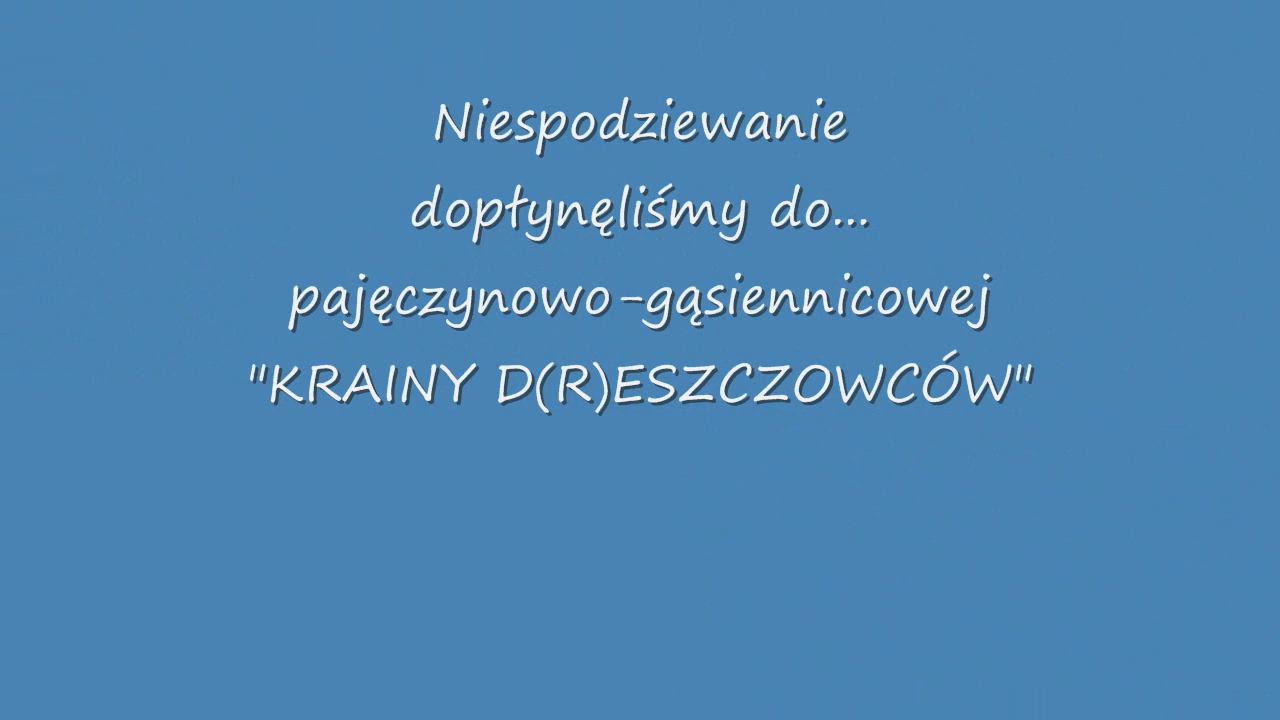 Niespodziewanie
dopłynęliśmy do...
pajęczynowo-gąsiennicowej
"KRAINY D(R)ESZCZOWCÓW"